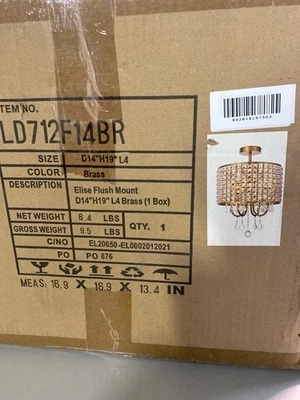 ITEM NO.
LD712F14BR
SIZE D14"H19" L4
COLOR Brass
DESCRIPTION Elise Flush Mount
D14"H19" L4 Brass (1 Box)
NET WEIGHT 6.4 LBS QTY. 1
GROSS WEIGHT 9.5 LBS
C/NO EL20650-EL0002012021
PO PO 876
MEAS: 16.9 X 16.9 X 13.4 IN
842814197503